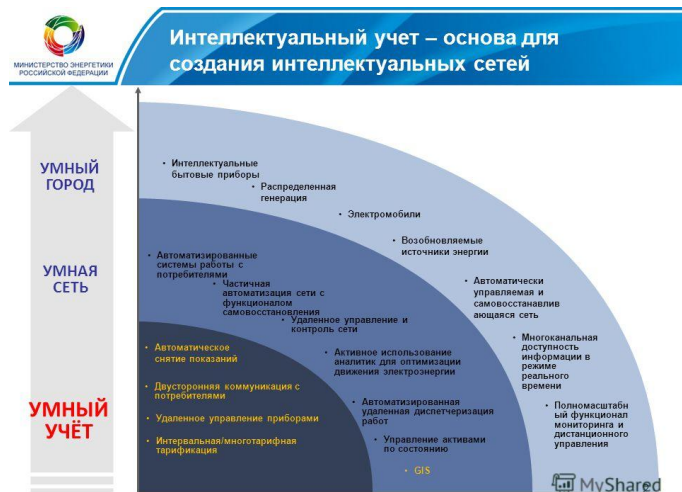 МИНИСТЕРСТВО ЭНЕРГЕТИКИ
РОССИЙСКОЙ ФЕДЕРАЦИИ
Интеллектуальный учет – основа для
создания интеллектуальных сетей
УМНЫЙ
ГОРОД
УМНАЯ
СЕТЬ
УМНЫЙ
УЧЁТ
• Интеллектуальные
бытовые приборы
• Распределенная
генерация
• Электромобили
• Возобновляемые
источники энергии
• Автоматически
управляемая и
самовосстанавлив
ающаяся сеть
• Многоканальная
доступность
информации в
режиме
реального
времени
• Полномасштабн
ый функционал
мониторинга и
дистанционного
управления
• Автоматизированные
системы работы с
потребителями
• Частичная
автоматизация сети с
функционалом
самовосстановления
• Удаленное управление и
контроль сети
• Активное использование
аналитик для оптимизации
движения электроэнергии
• Автоматизированная
удаленная диспетчеризация
работ
• Управление активами
по состоянию
• GIS
• Автоматическое
снятие показаний
• Двусторонняя коммуникация с
потребителями
• Удаленное управление приборами
• Интервальная/многотарифная
тарификация
MyShared